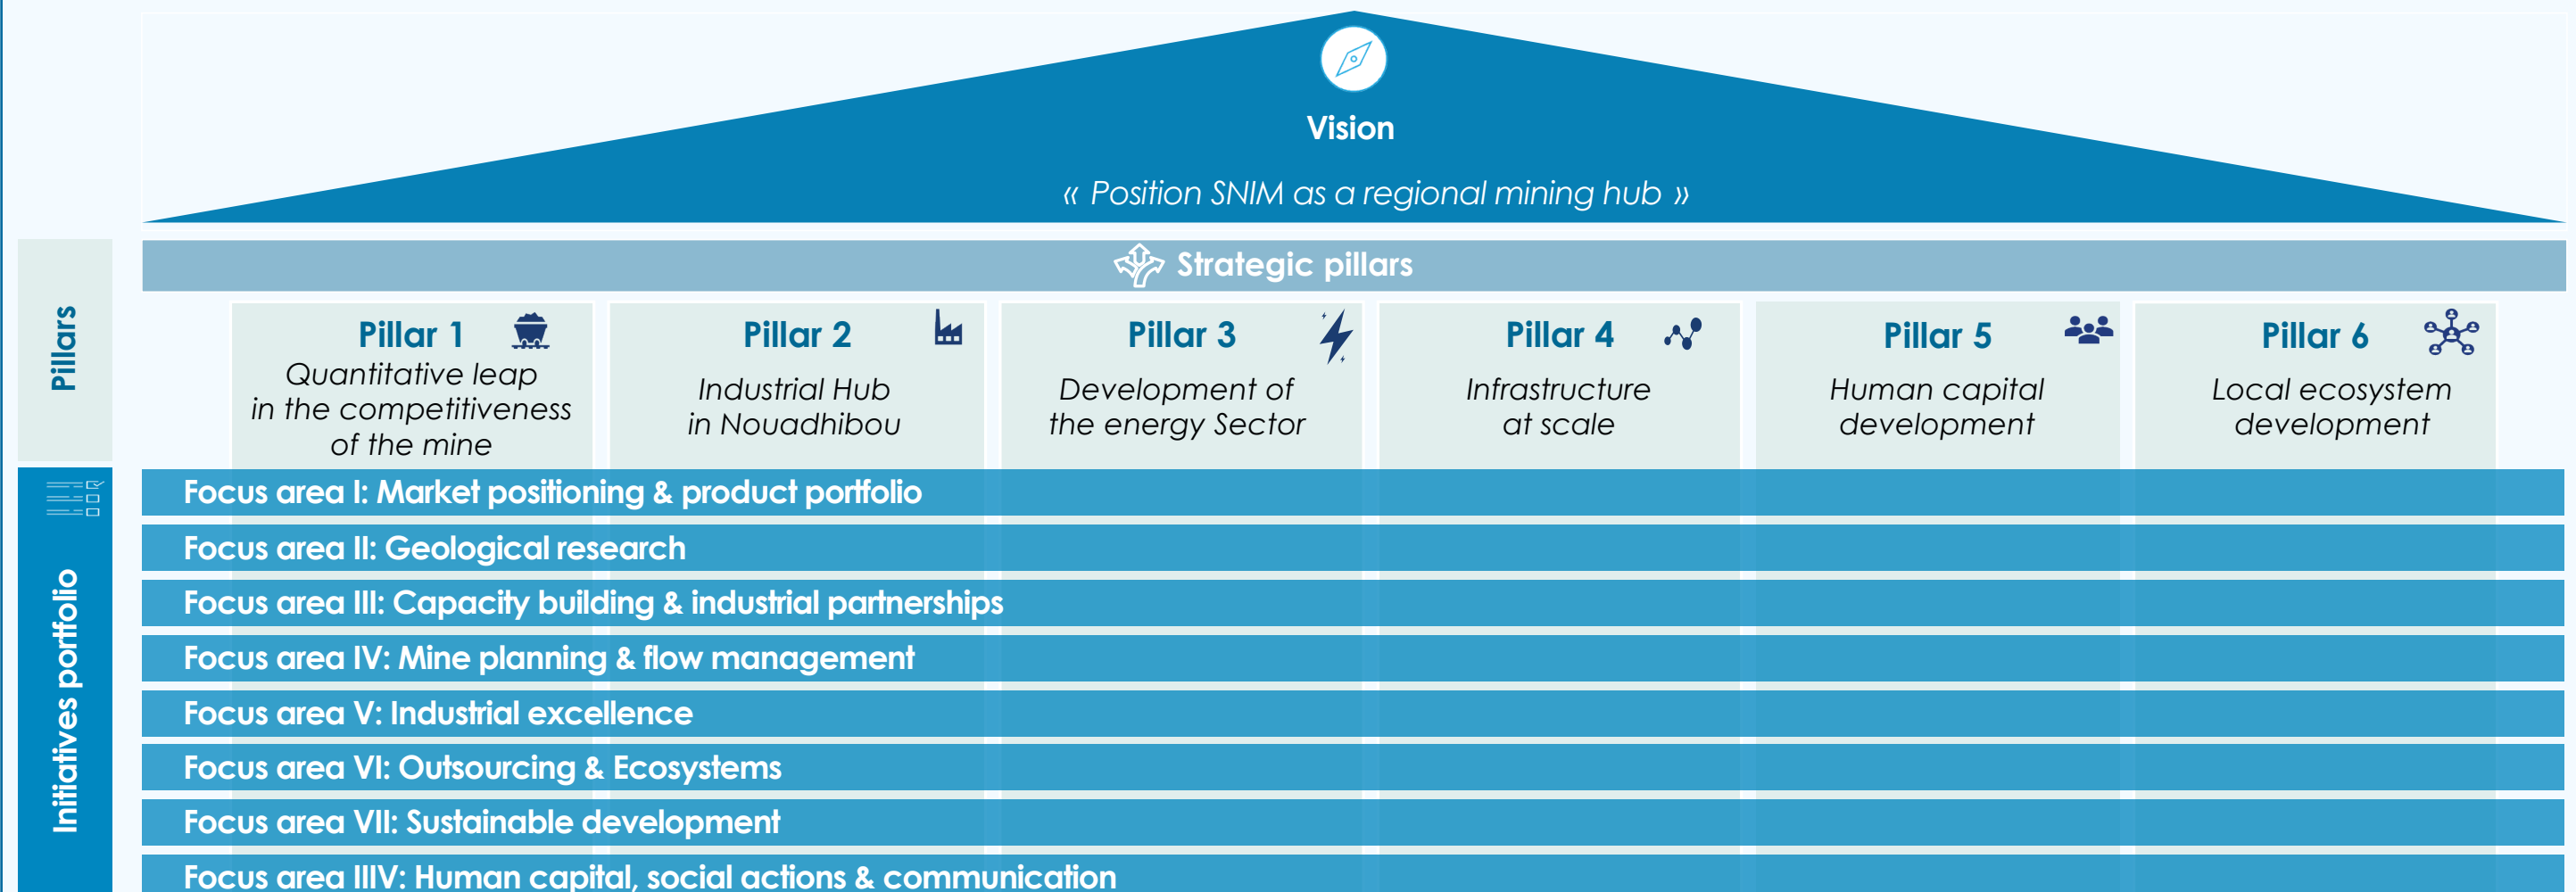 Vision
« Position SNIM as a regional mining hub »
Strategic pillars
Pillars
Pillar 1
Quantitative leap
in the competitiveness
of the mine
Pillar 2
Industrial Hub
in Nouadhibou
Pillar 3
Development of
the energy Sector
Pillar 4
Infrastructure
at scale
Pillar 5
Human capital
development
Pillar 6
Local ecosystem
development
Initiatives portfolio
Focus area I: Market positioning & product portfolio
Focus area II: Geological research
Focus area III: Capacity building & industrial partnerships
Focus area IV: Mine planning & flow management
Focus area V: Industrial excellence
Focus area VI: Outsourcing & Ecosystems
Focus area VII: Sustainable development
Focus area IIIV: Human capital, social actions & communication